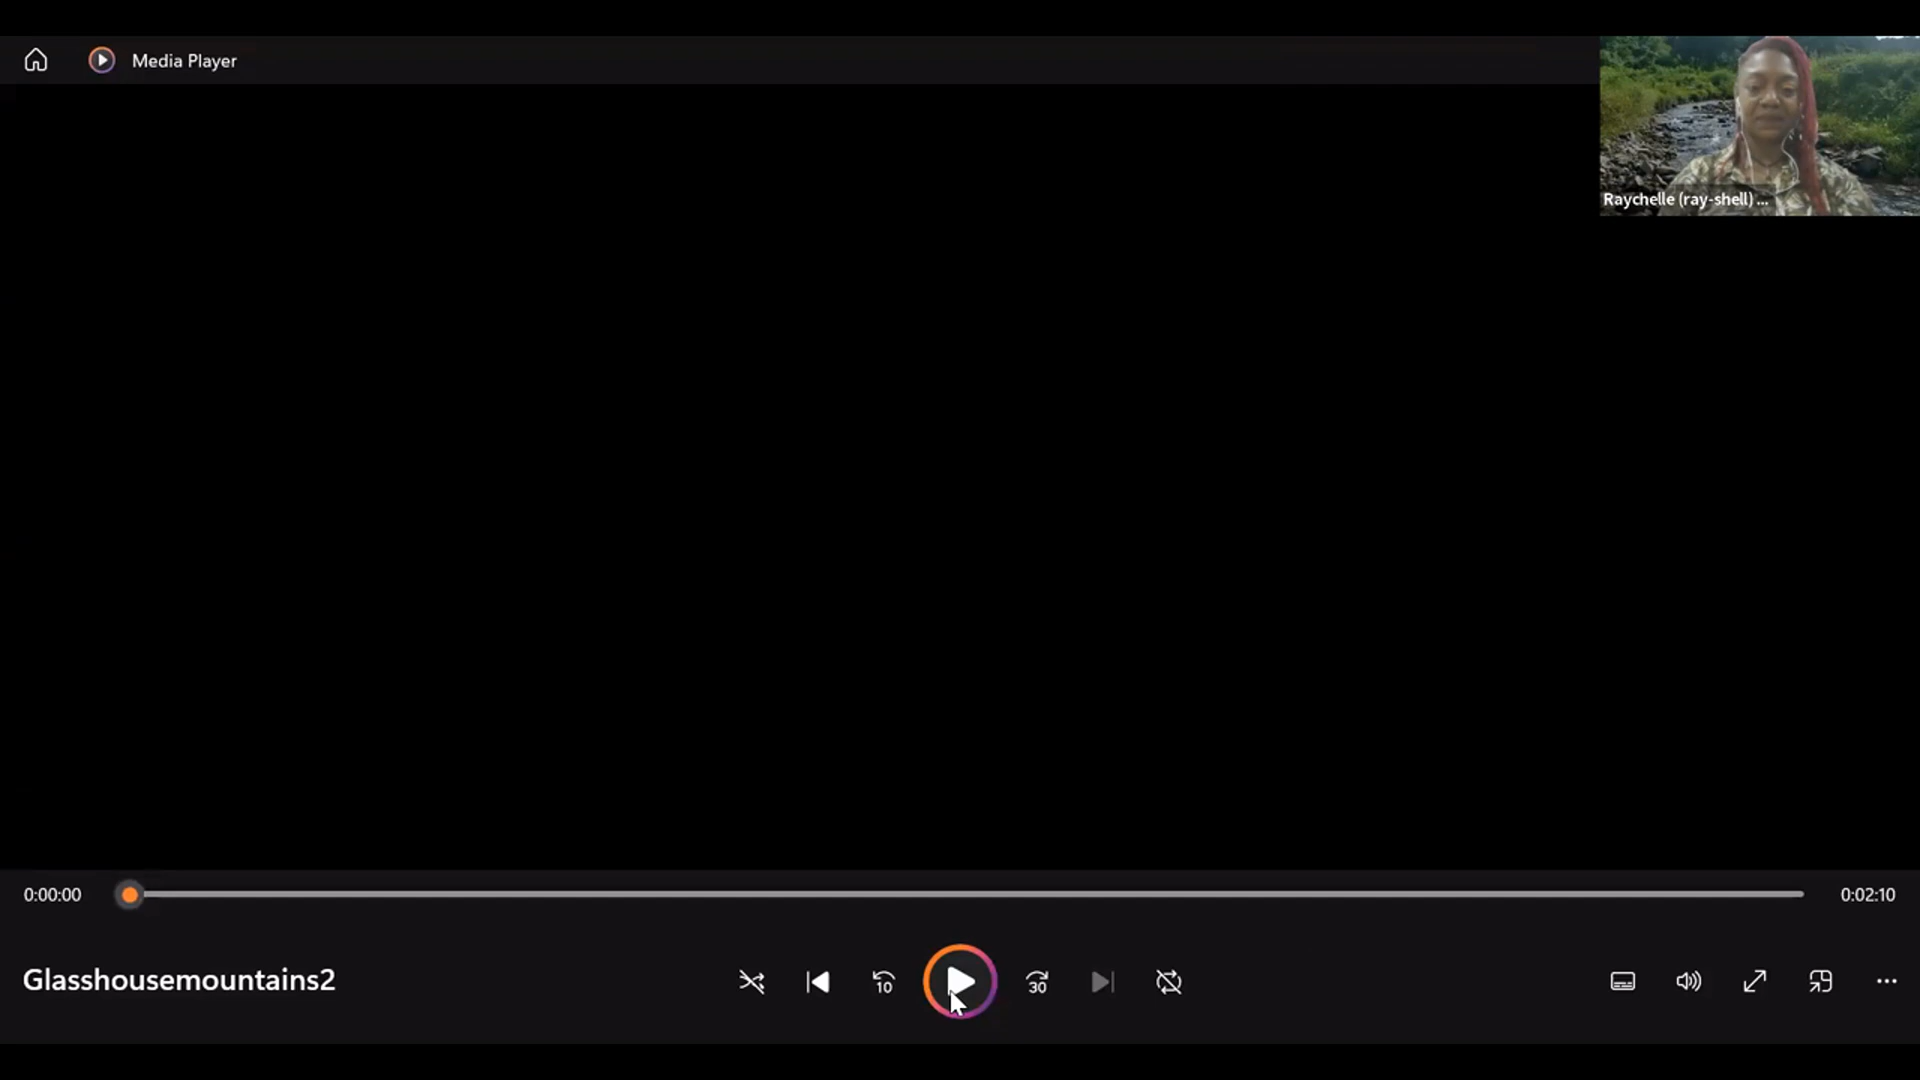 Media Player
Raychelle (ray-shell) ...
0:00:00
0:02:10
Glasshousemountains2
10
30